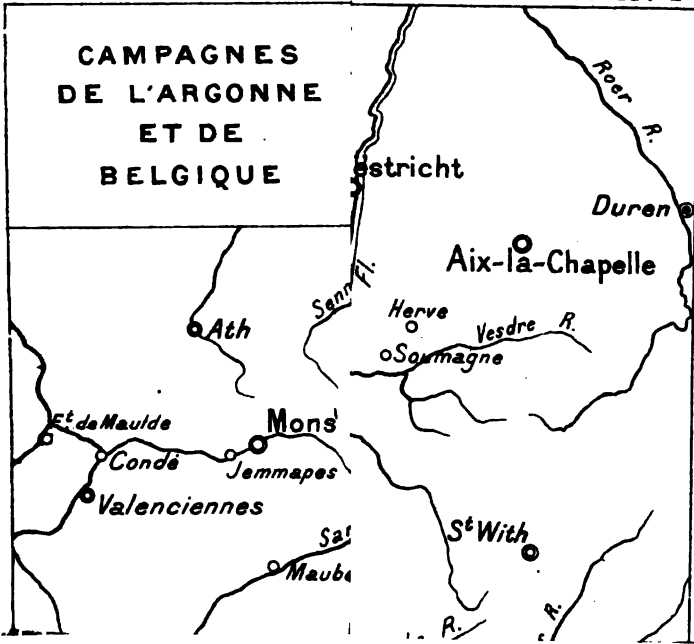 CAMPAGNES
DE L'ARGONNE
ET DE
BELGIQUE
Roer R.
estricht
Duren
Aix-la-Chapelle
Fl.
Herve
Vesdre R.
Ath
Soumagne
Et de Maulde
Mons
Condé
Jemmapes
Valenciennes
St With
Maube
R.
R.